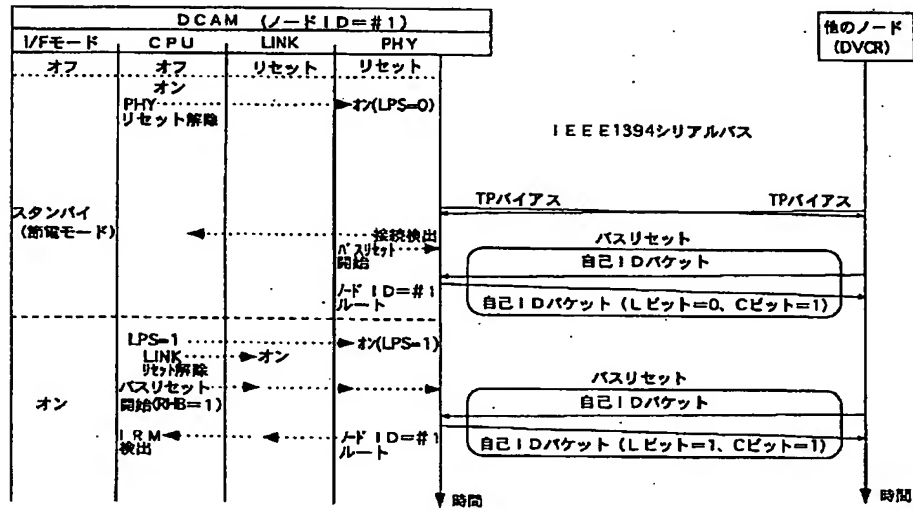 DCAM (ノードID=#1)
他のノード
(DVCR)
I/Fモード CPU LINK PHY
オフ オフ リセット リセット
オン
PHY オン(LPS=0)
リセット解除
IEEE1394シリアルバス
TPバイアス TPバイアス
スタンバイ
(節電モード)
接続検出
バスリセット
バスリセット
開始
自己IDパケット
ノードID=#1
ルート
自己IDパケット(Lビット=0、Cビット=1)
LPS=1 オン(LPS=1)
LINK オン
リセット解除
バスリセット
バスリセット
オン 開始(RHB=1)
自己IDパケット
IRM ノードID=#1
検出 ルート
自己IDパケット(Lビット=1、Cビット=1)
時間 時間